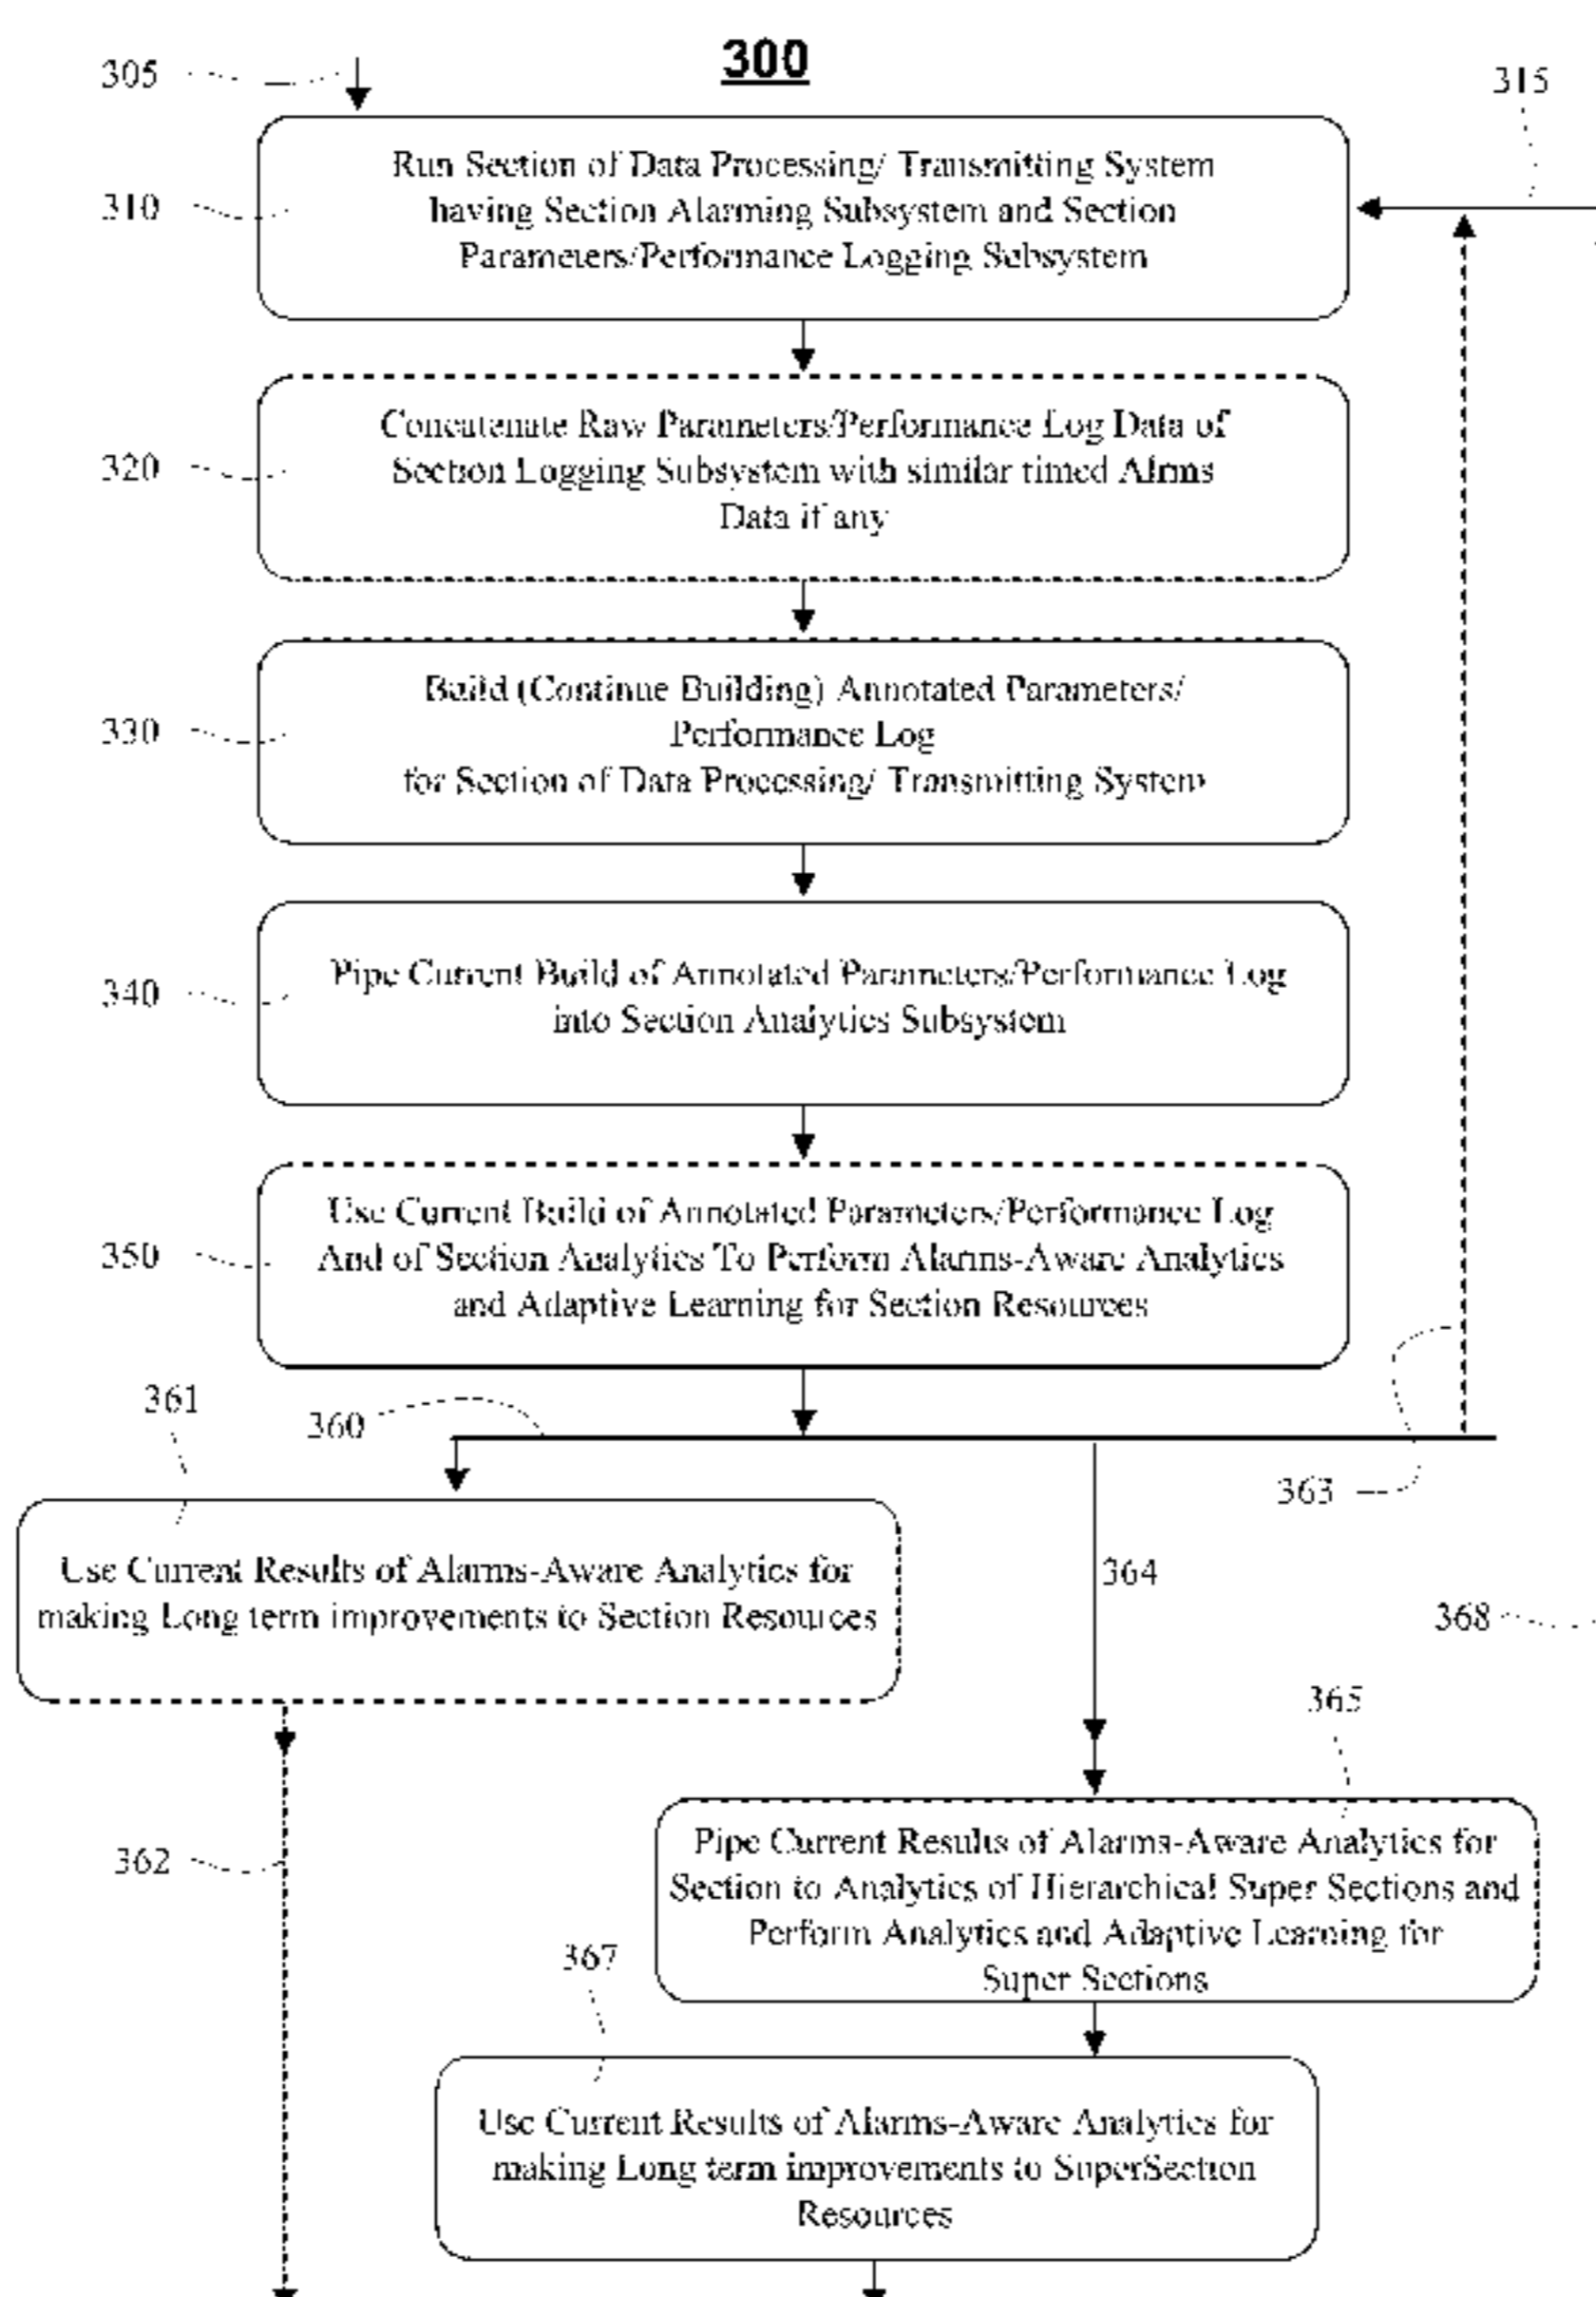 300
305
315
310
Run Section of Data Processing/ Transmitting System
having Section Alarming Subsystem and Section
Parameters/Performance Logging Subsystem
320
Concatenate Raw Parameters/Performance Log Data of
Section Logging Subsystem with similar timed Alrms
Data if any
330
Build (Continue Building) Annotated Parameters/
Performance Log
for Section of Data Processing/ Transmitting System
340
Pipe Current Build of Annotated Parameters/Performance Log
into Section Analytics Subsystem
350
Use Current Build of Annotated Parameters/Performance Log
And of Section Analytics To Perform Alarms-Aware Analytics
and Adaptive Learning for Section Resources
361
360
363
Use Current Results of Alarms-Aware Analytics for
making Long term improvements to Section Resources
364
368
365
362
Pipe Current Results of Alarms-Aware Analytics for
Section to Analytics of Hierarchical Super Sections and
Perform Analytics and Adaptive Learning for
Super Sections
367
Use Current Results of Alarms-Aware Analytics for
making Long term improvements to SuperSection
Resources